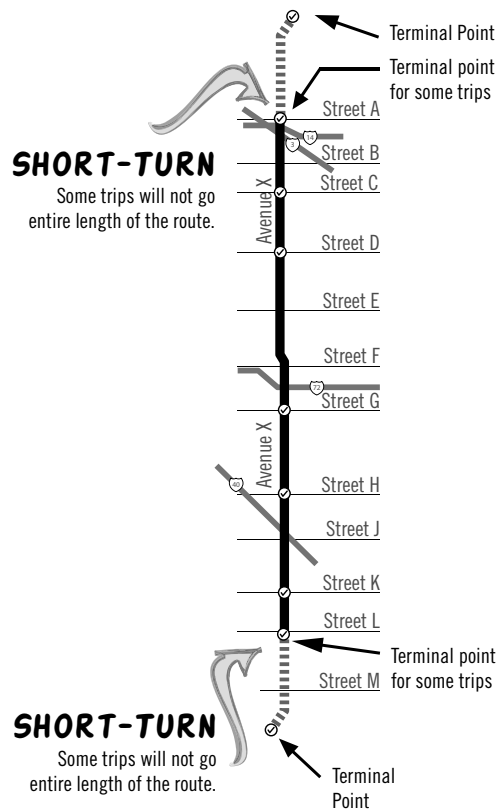 Terminal Point
Terminal point
for some trips
Street A
14
3
SHORT-TURN
Street B
Some trips will not go
entire length of the route.
Street C
Avenue X
Street D
Street E
Street F
72
Street G
Avenue X
40
Street H
Street J
Street K
Street L
Terminal point
for some trips
Street M
SHORT-TURN
Some trips will not go
entire length of the route.
Terminal
Point